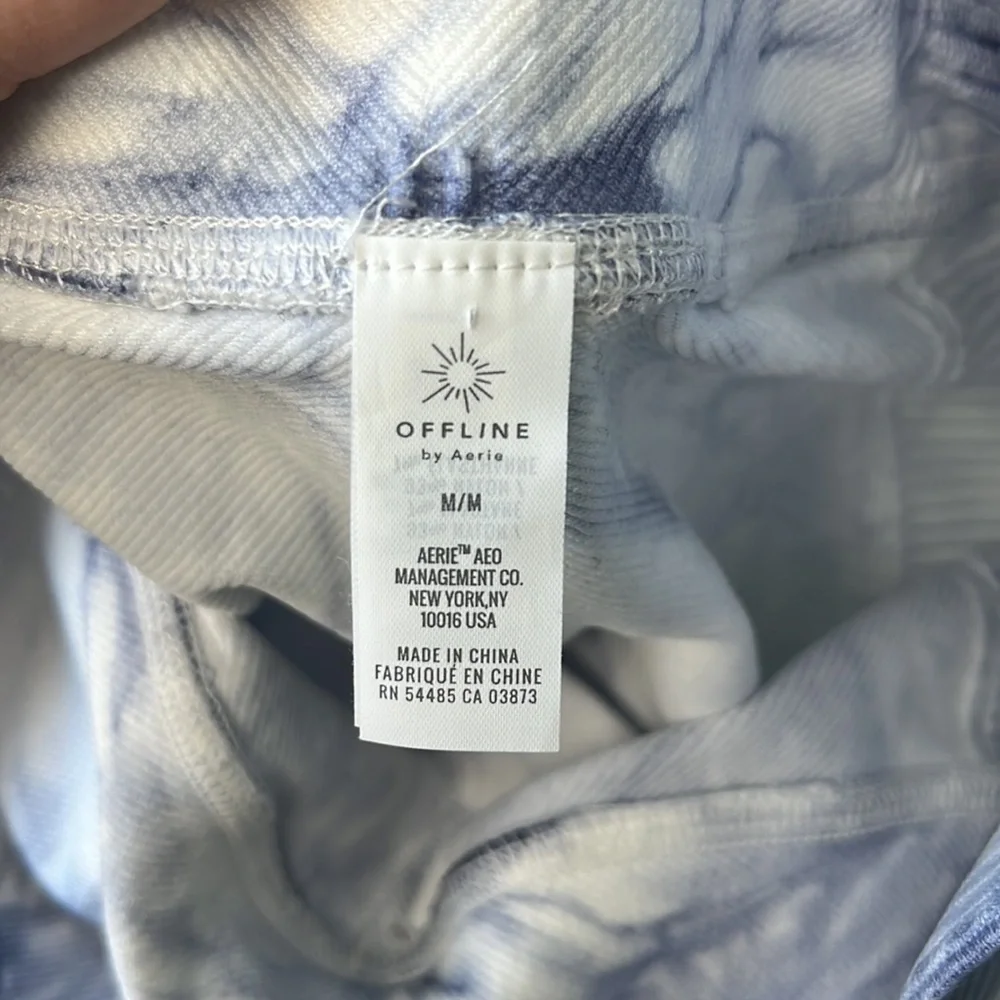 OFFLINE
by Aerie
M/M
AERIE™ AEO
MANAGEMENT CO.
NEW YORK,NY
10016 USA
MADE IN CHINA
FABRIQUÉ EN CHINE
RN 54485 CA 03873